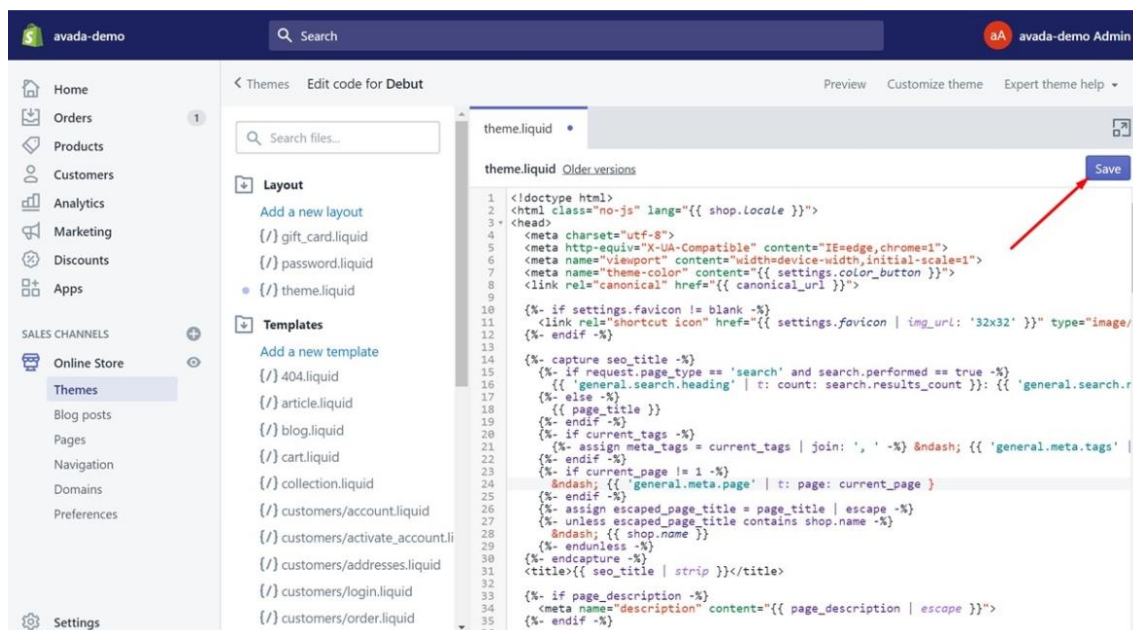 avada-demo
Search
aA avada-demo Admin
Home
Orders 1
Products
Customers
Analytics
Marketing
Discounts
Apps
SALES CHANNELS
Online Store
Themes
Blog posts
Pages
Navigation
Domains
Preferences
Settings
Themes Edit code for Debut
Preview Customize theme Expert theme help
Search files...
Layout
Add a new layout
{/} gift_card.liquid
{/} password.liquid
{/} theme.liquid
Templates
Add a new template
{/} 404.liquid
{/} article.liquid
{/} blog.liquid
{/} cart.liquid
{/} collection.liquid
{/} customers/account.liquid
{/} customers/activate_account.li
{/} customers/addresses.liquid
{/} customers/login.liquid
{/} customers/order.liquid
theme.liquid
theme.liquid Older versions
Save
1 <!doctype html>
2 <html class="no-js" lang="{{ shop.locale }}">
3 <head>
4 <meta charset="utf-8">
5 <meta http-equiv="X-UA-Compatible" content="IE=edge,chrome=1">
6 <meta name="viewport" content="width=device-width,initial-scale=1">
7 <meta name="theme-color" content="{{ settings.color_button }}">
8 <link rel="canonical" href="{{ canonical_url }}">
9
10 {%- if settings.favicon != blank -%}
11 <link rel="shortcut icon" href="{{ settings.favicon | img_url: '32x32' }}" type="image/
12 {%- endif -%}
13
14 {%- capture seo_title -%}
15 {%- if request.page_type == 'search' and search.performed == true -%}
16 {{ 'general.search.heading' | t: count: search.results_count }}: {{ 'general.search.r
17 {%- else -%}
18 {{ page_title }}
19 {%- endif -%}
20 {%- if current_tags -%}
21 {%- assign meta_tags = current_tags | join: ', ' -%} &ndash; {{ 'general.meta.tags' |
22 {%- endif -%}
23 {%- if current_page != 1 -%}
24 &ndash; {{ 'general.meta.page' | t: page: current_page }
25 {%- endif -%}
26 {%- assign escaped_page_title = page_title | escape -%}
27 {%- unless escaped_page_title contains shop.name -%}
28 &ndash; {{ shop.name }}
29 {%- endunless -%}
30 {%- endcapture -%}
31 <title>{{ seo_title | strip }}</title>
32
33 {%- if page_description -%}
34 <meta name="description" content="{{ page_description | escape }}">
35 {%- endif -%}